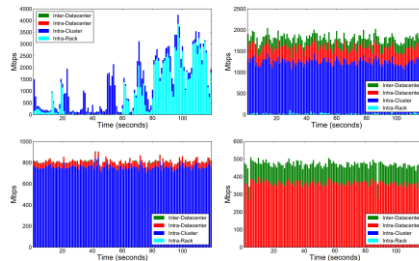 4500
4000
3500
3000
2500
2000
1500
1000
500
0
Mbps
Inter-Datacenter
Intra-Datacenter
Intra-Cluster
Intra-Rack
20 40 60 80 100
Time (seconds)
2500
2000
1500
1000
500
0
Mbps
Inter-Datacenter
Intra-Datacenter
Intra-Cluster
Intra-Rack
20 40 60 80 100
Time (seconds)
1000
800
600
400
200
0
Mbps
Inter-Datacenter
Intra-Datacenter
Intra-Cluster
Intra-Rack
20 40 60 80 100
Time (seconds)
600
500
400
300
200
100
0
Mbps
Inter-Datacenter
Intra-Datacenter
Intra-Cluster
Intra-Rack
20 40 60 80 100
Time (seconds)